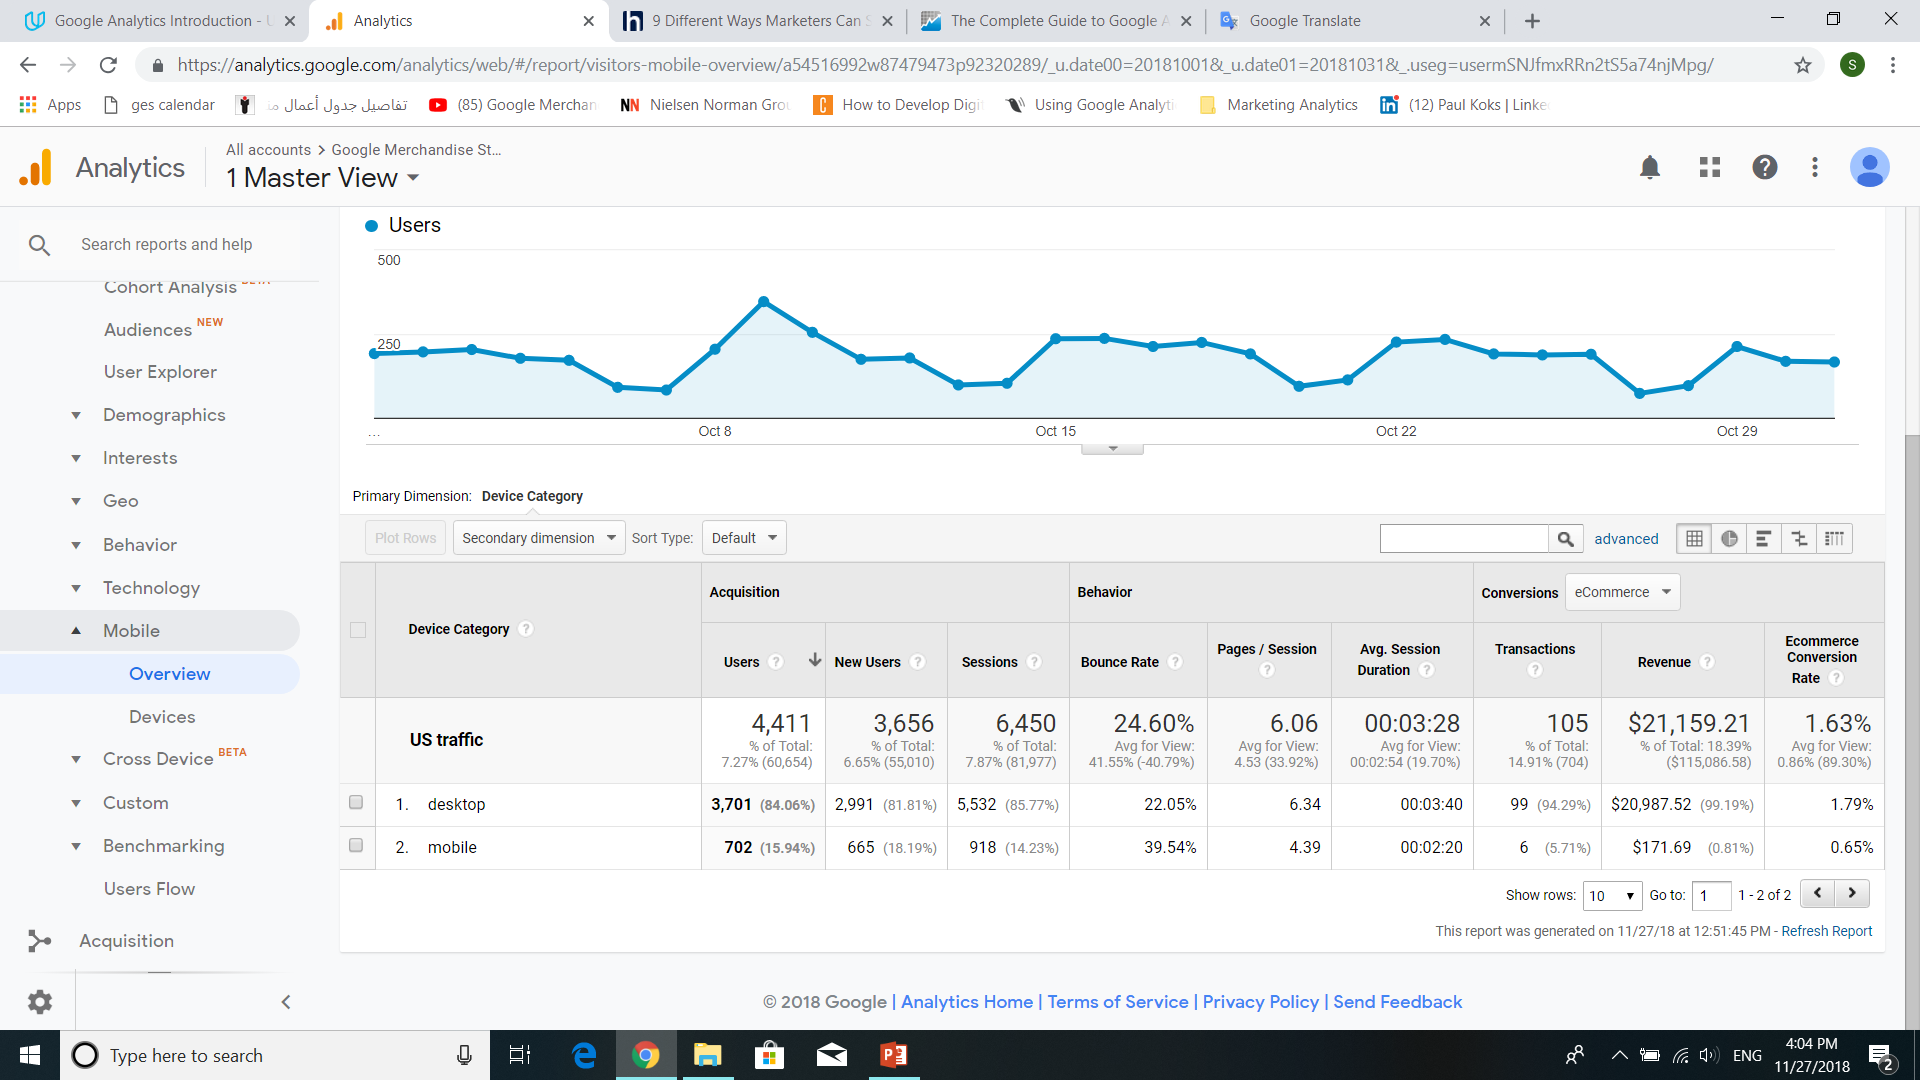 Google Analytics Introduction - U
Analytics
9 Different Ways Marketers Can S
The Complete Guide to Google A
Google Translate
https://analytics.google.com/analytics/web/#/report/visitors-mobile-overview/a54516992w87479473p92320289/_u.date00=20181001&_u.date01=20181031&_.useg=usermSNJfmxRRn2tS5a74njMpg/
S
Apps
ges calendar
تفاصيل جدول أعمال من
(85) Google Merchan
NN Nielsen Norman Gro
How to Develop Digit
Using Google Analyti
Marketing Analytics
(12) Paul Koks | Linke
Analytics
All accounts > Google Merchandise St...
1 Master View
Search reports and help
Cohort Analysis BETA
Audiences NEW
User Explorer
Demographics
Interests
Geo
Behavior
Technology
Mobile
Overview
Devices
Cross Device BETA
Custom
Benchmarking
Users Flow
Acquisition
Users
500
250
... Oct 8 Oct 15 Oct 22 Oct 29
Primary Dimension: Device Category
Plot Rows Secondary dimension Sort Type: Default advanced
Device Category Acquisition Behavior Conversions eCommerce
Users New Users Sessions Bounce Rate Pages / Session Avg. Session Duration Transactions Revenue Ecommerce Conversion Rate
US traffic
4,411 3,656 6,450 24.60% 6.06 00:03:28 105 $21,159.21 1.63%
% of Total: % of Total: % of Total: Avg for View: Avg for View: Avg for View: % of Total: % of Total: 18.39% Avg for View:
7.27% (60,654) 6.65% (55,010) 7.87% (81,977) 41.55% (-40.79%) 4.53 (33.92%) 00:02:54 (19.70%) 14.91% (704) ($115,086.58) 0.86% (89.30%)
1. desktop 3,701 (84.06%) 2,991 (81.81%) 5,532 (85.77%) 22.05% 6.34 00:03:40 99 (94.29%) $20,987.52 (99.19%) 1.79%
2. mobile 702 (15.94%) 665 (18.19%) 918 (14.23%) 39.54% 4.39 00:02:20 6 (5.71%) $171.69 (0.81%) 0.65%
Show rows: 10 Go to: 1 1 - 2 of 2
This report was generated on 11/27/18 at 12:51:45 PM - Refresh Report
© 2018 Google | Analytics Home | Terms of Service | Privacy Policy | Send Feedback
Type here to search
ENG
4:04 PM
11/27/2018
2